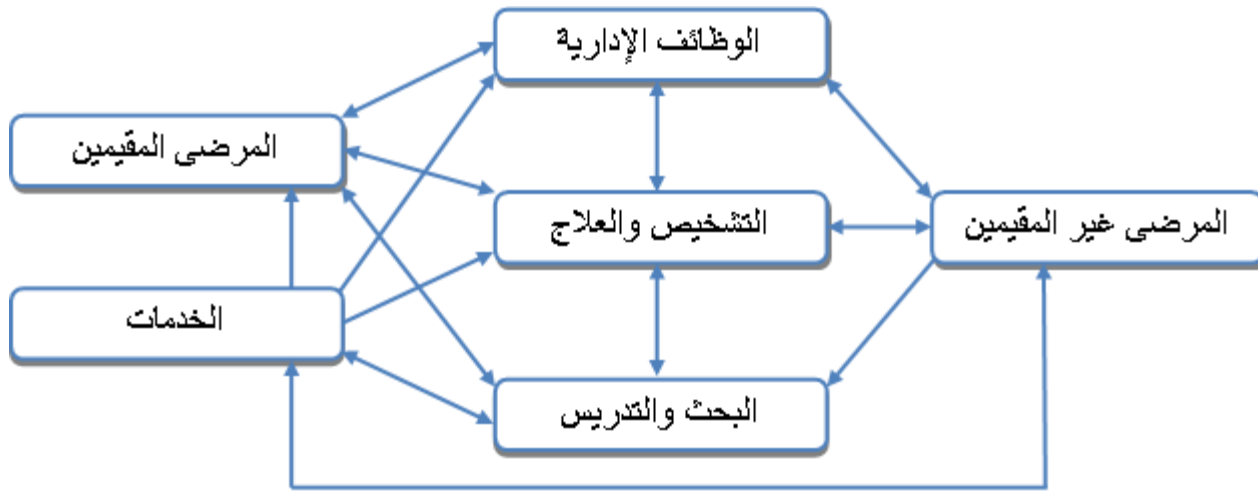 الوظائف الإدارية
المرضى المقيمين
التشخيص والعلاج
المرضى غير المقيمين
الخدمات
البحث والتدريس